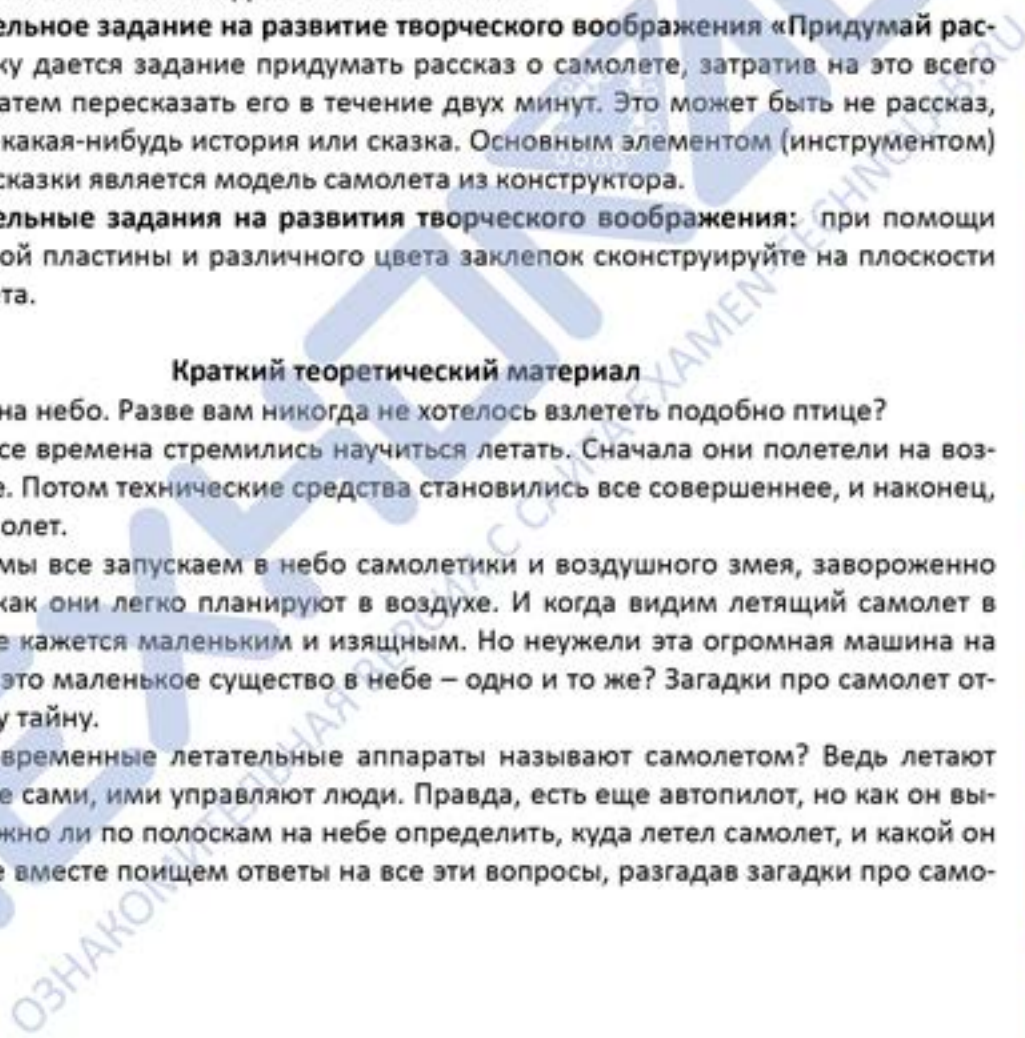 ельное задание на развитие творческого воображения «Придумай рас-
ку дается задание придумать рассказ о самолете, затратив на это всего
атем пересказать его в течение двух минут. Это может быть не рассказ,
какая-нибудь история или сказка. Основным элементом (инструментом)
сказки является модель самолета из конструктора.
ельные задания на развития творческого воображения: при помощи
ой пластины и различного цвета заклепок сконструируйте на плоскости
та.
Краткий теоретический материал
на небо. Разве вам никогда не хотелось взлететь подобно птице?
се времена стремились научиться летать. Сначала они полетели на воз-
е. Потом технические средства становились все совершеннее, и наконец,
олет.
мы все запускаем в небо самолетики и воздушного змея, завороженно
как они легко планируют в воздухе. И когда видим летящий самолет в
е кажется маленьким и изящным. Но неужели эта огромная машина на
это маленькое существо в небе – одно и то же? Загадки про самолет от-
у тайну.
временные летательные аппараты называют самолетом? Ведь летают
е сами, ими управляют люди. Правда, есть еще автопилот, но как он вы-
жно ли по полоскам на небе определить, куда летел самолет, и какой он
е вместе поищем ответы на все эти вопросы, разгадав загадки про само-
ОЗНАКОМИТЕЛЬНАЯ ВЕРСИЯ С САЙТА EXAMEN-TECHNOLAB.RU